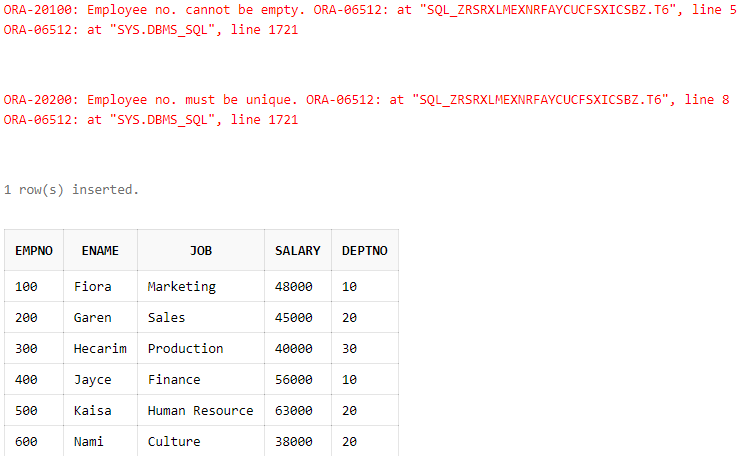 ORA-20100: Employee no. cannot be empty. ORA-06512: at "SQL_ZRSRXLMEXNRFAYCUCFSXICSBZ.T6", line 5
ORA-06512: at "SYS.DBMS_SQL", line 1721
ORA-20200: Employee no. must be unique. ORA-06512: at "SQL_ZRSRXLMEXNRFAYCUCFSXICSBZ.T6", line 8
ORA-06512: at "SYS.DBMS_SQL", line 1721
1 row(s) inserted.
EMPNO ENAME JOB SALARY DEPTNO
100 Fiora Marketing 48000 10
200 Garen Sales 45000 20
300 Hecarim Production 40000 30
400 Jayce Finance 56000 10
500 Kaisa Human Resource 63000 20
600 Nami Culture 38000 20